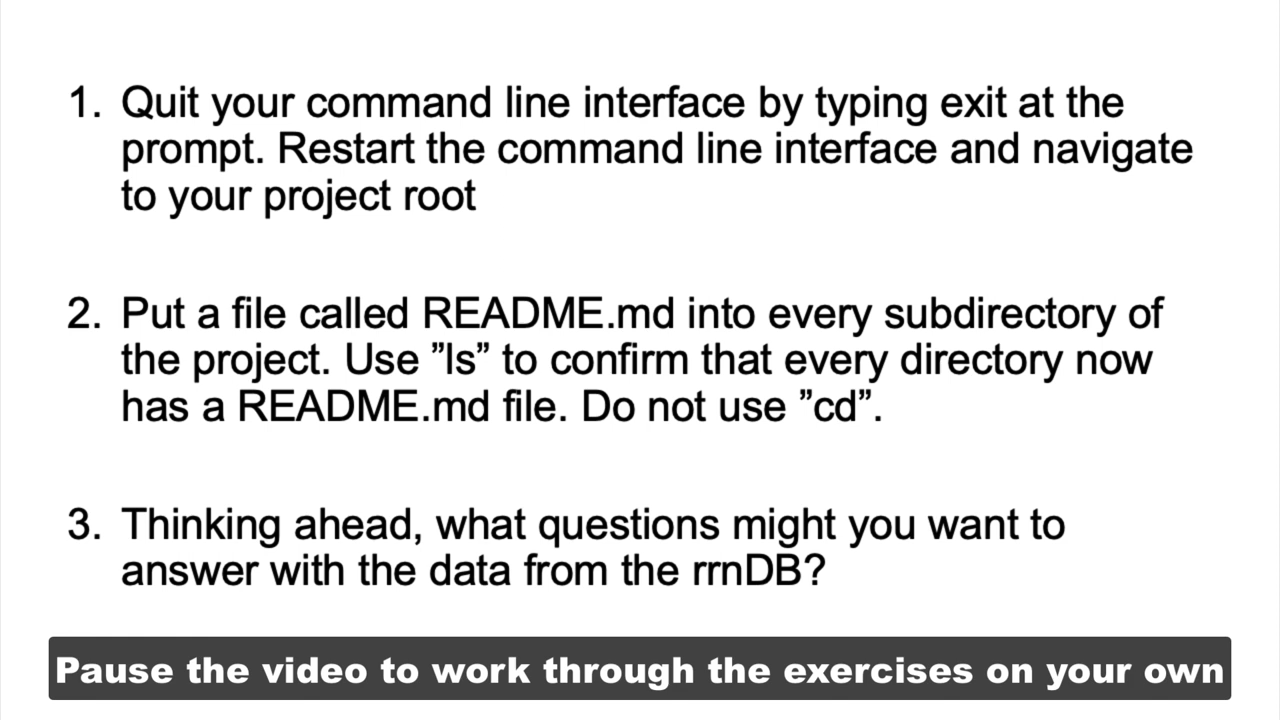 1. Quit your command line interface by typing exit at the
prompt. Restart the command line interface and navigate
to your project root
2. Put a file called README.md into every subdirectory of
the project. Use ”ls” to confirm that every directory now
has a README.md file. Do not use ”cd”.
3. Thinking ahead, what questions might you want to
answer with the data from the rrnDB?
Pause the video to work through the exercises on your own